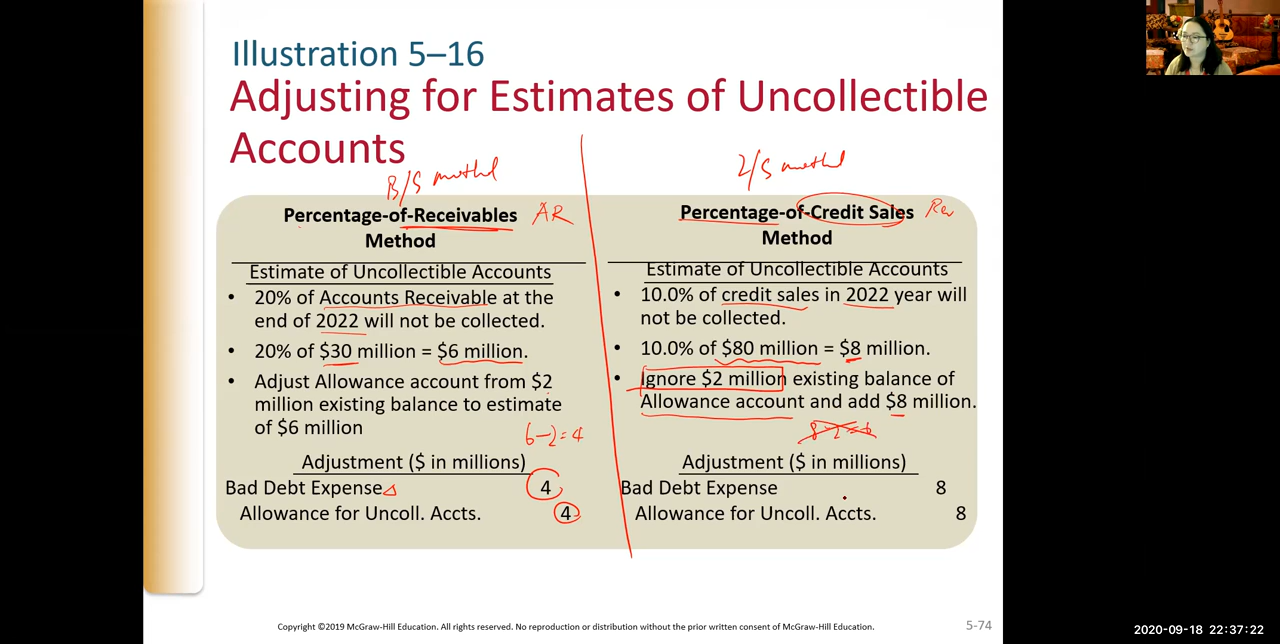 Illustration 5–16
Adjusting for Estimates of Uncollectible
Accounts
B/S method
I/S method
Percentage-of-Receivables AR
Method
Estimate of Uncollectible Accounts
• 20% of Accounts Receivable at the
end of 2022 will not be collected.
• 20% of $30 million = $6 million.
• Adjust Allowance account from $2
million existing balance to estimate
of $6 million
6-2=4
Adjustment ($ in millions)
Bad Debt Expense 4
Allowance for Uncoll. Accts. 4
Percentage-of-Credit Sales Rev
Method
Estimate of Uncollectible Accounts
• 10.0% of credit sales in 2022 year will
not be collected.
• 10.0% of $80 million = $8 million.
• Ignore $2 million existing balance of
Allowance account and add $8 million.
8-2=6
Adjustment ($ in millions)
Bad Debt Expense 8
Allowance for Uncoll. Accts. 8
Copyright ©2019 McGraw-Hill Education. All rights reserved. No reproduction or distribution without the prior written consent of McGraw-Hill Education.
5-74
2020-09-18 22:37:22